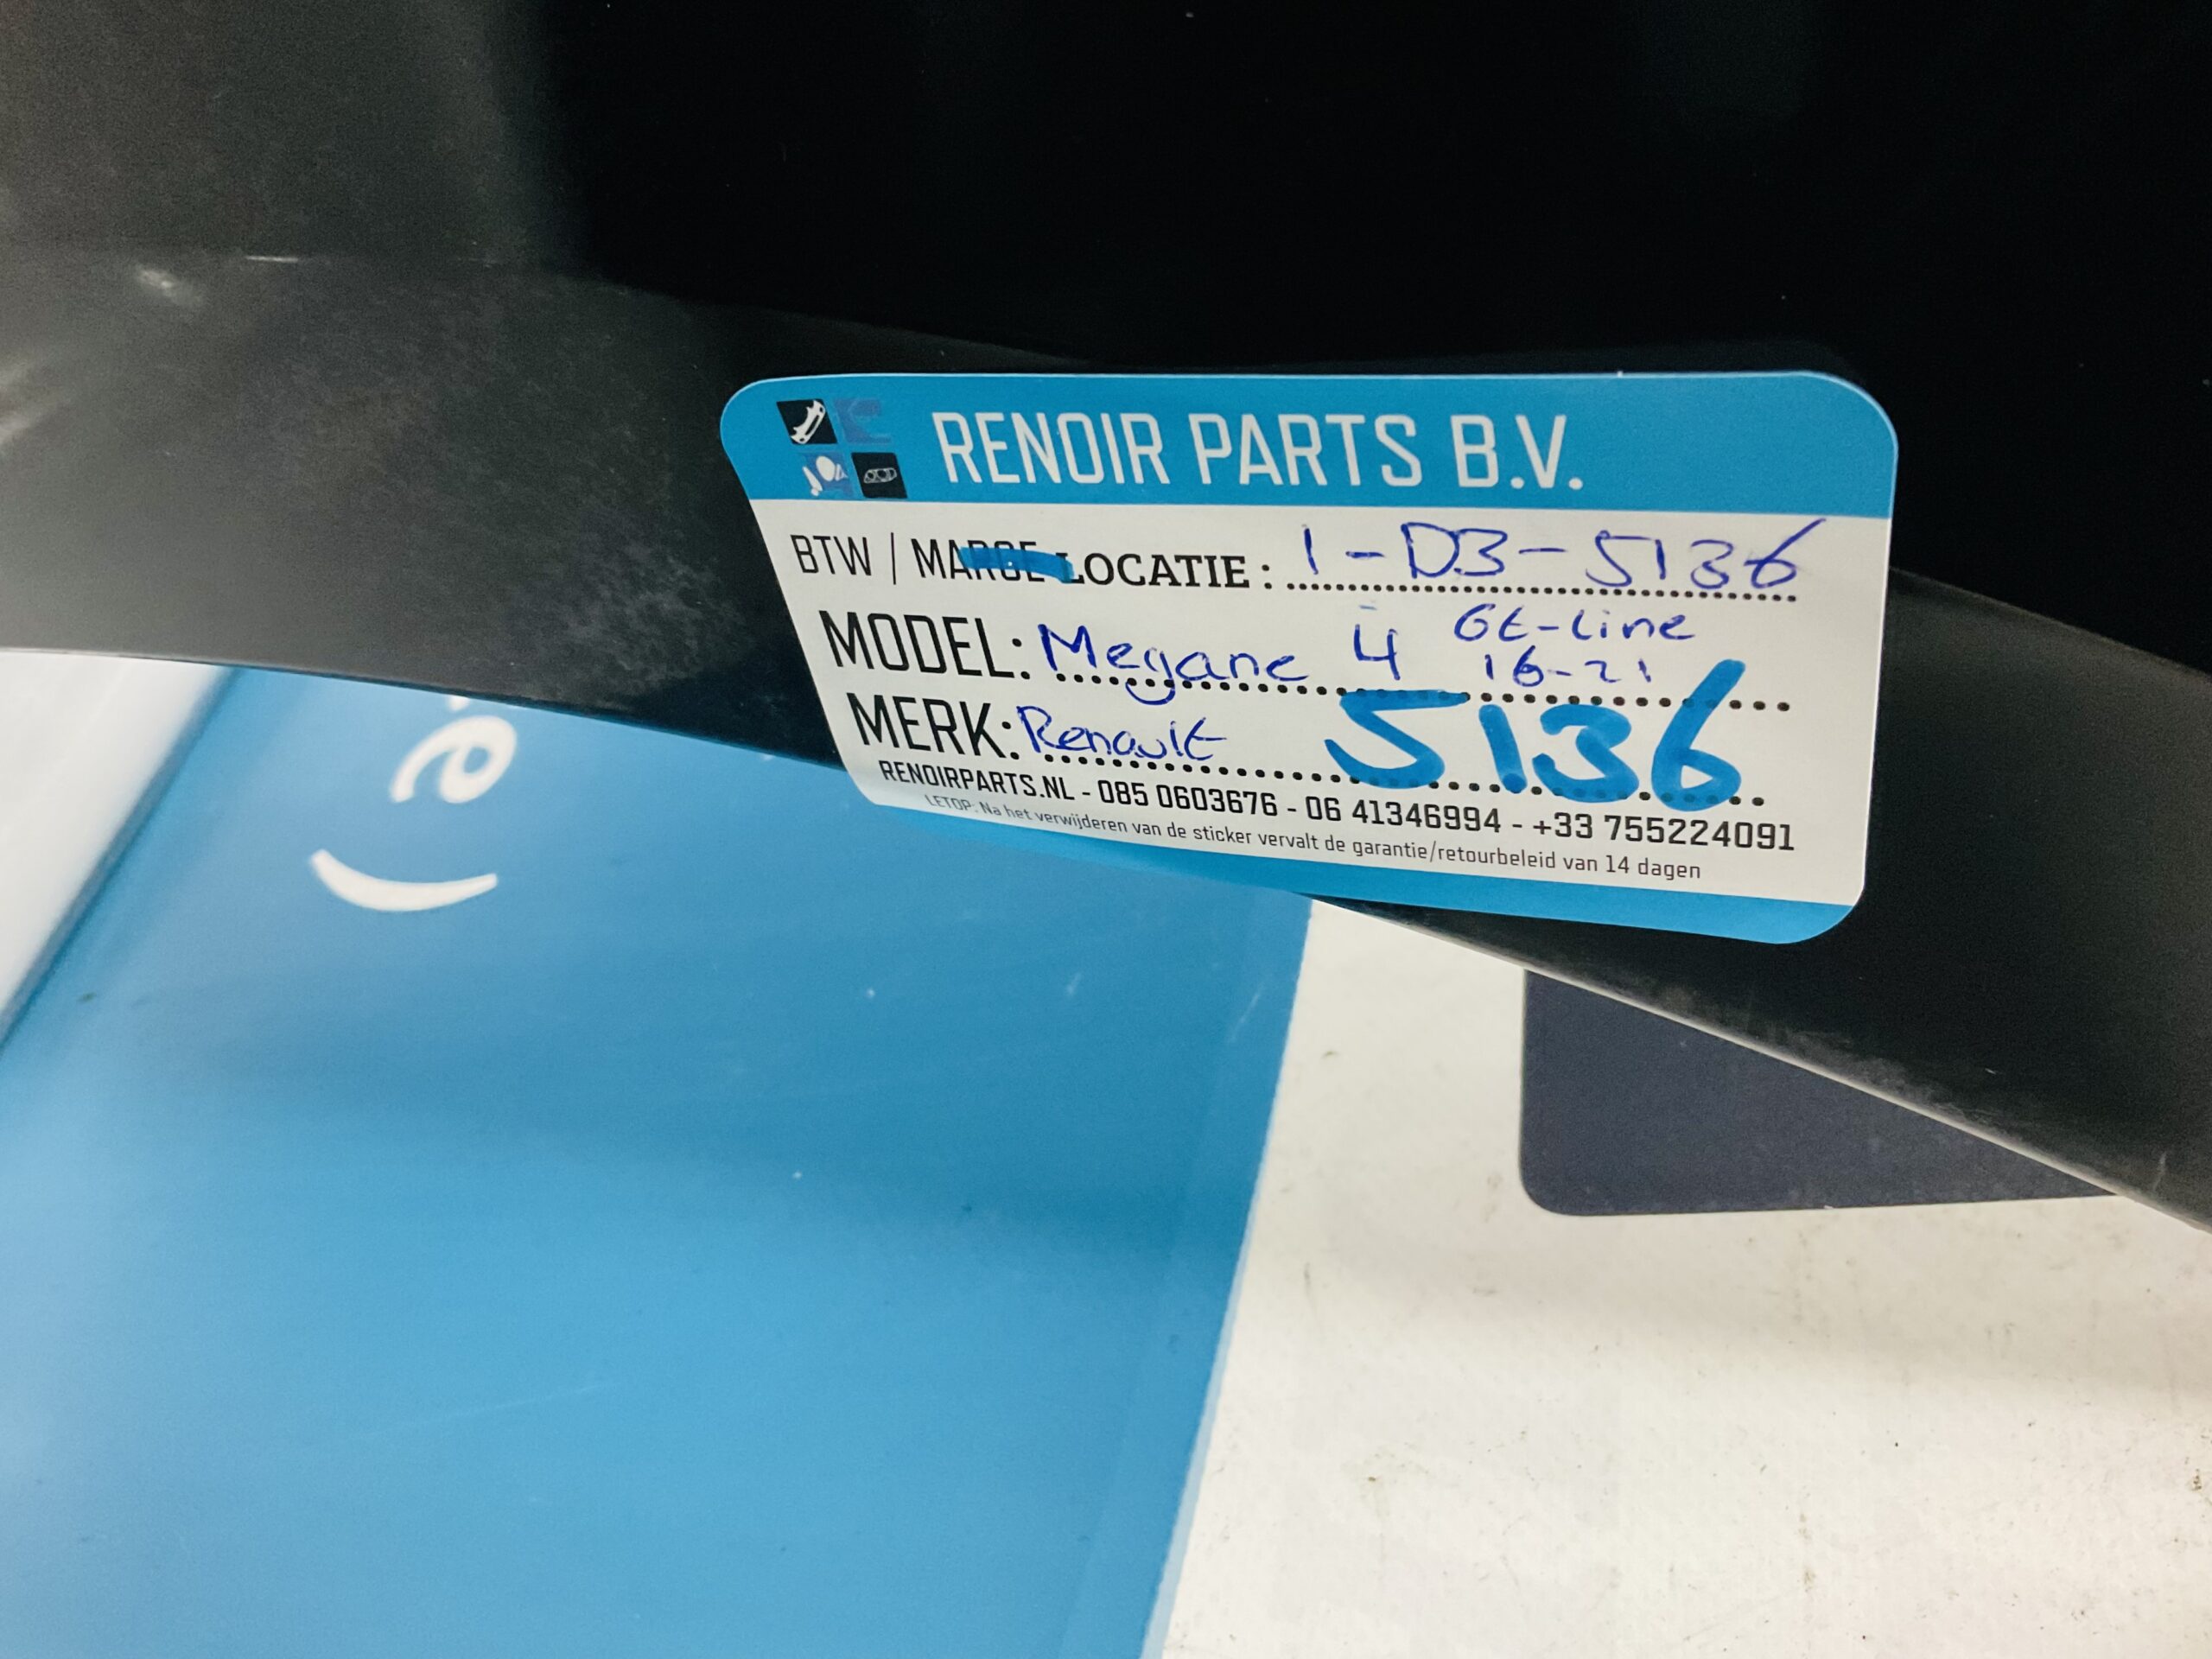 RENOIR PARTS B.V.
BTW / MARGE LOCATIE : 1-D3-5136
MODEL: Megane 4 Gt-Line
16-21
MERK: Renault 5136
RENOIRPARTS.NL - 085 0603676 - 06 41346994 - +33 755224091
LETOP: Na het verwijderen van de sticker vervalt de garantie/retourbeleid van 14 dagen